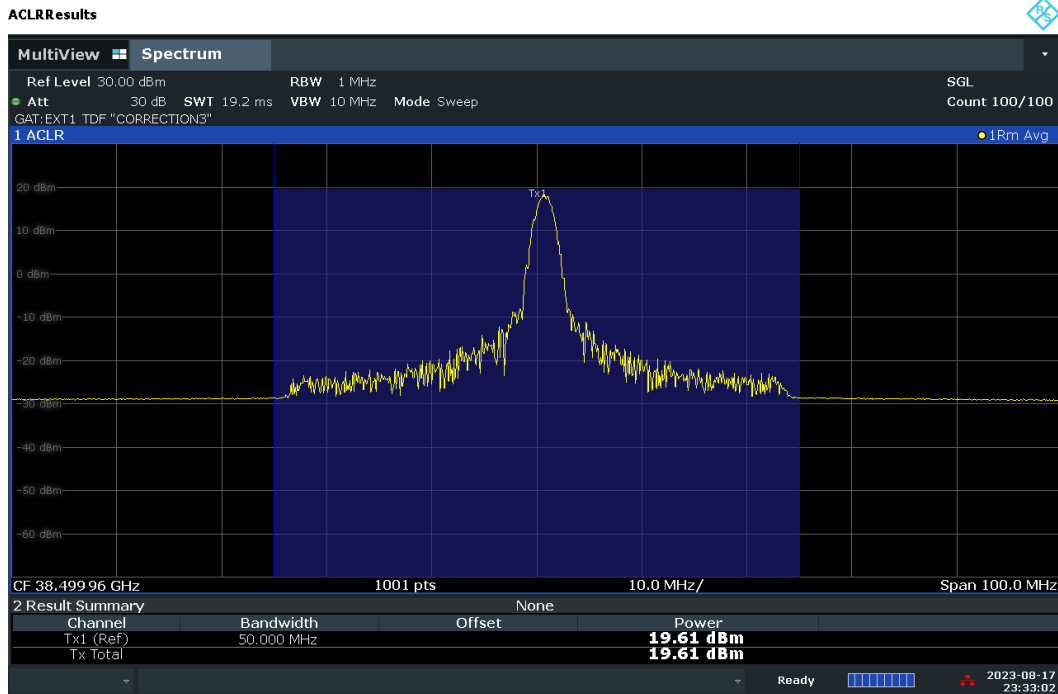 ACLRResults
R&S
MultiView Spectrum
Ref Level 30.00 dBm RBW 1 MHz SGL
Att 30 dB SWT 19.2 ms VBW 10 MHz Mode Sweep Count 100/100
GAT:EXT1 TDF "CORRECTION3"
1 ACLR 1Rm Avg
Tx1
20 dBm
10 dBm
0 dBm
-10 dBm
-20 dBm
-30 dBm
-40 dBm
-50 dBm
-60 dBm
CF 38.49996 GHz 1001 pts 10.0 MHz/ Span 100.0 MHz
2 Result Summary None
Channel Bandwidth Offset Power
Tx1 (Ref) 50.000 MHz 19.61 dBm
Tx Total 19.61 dBm
Ready 2023-08-17
23:33:02